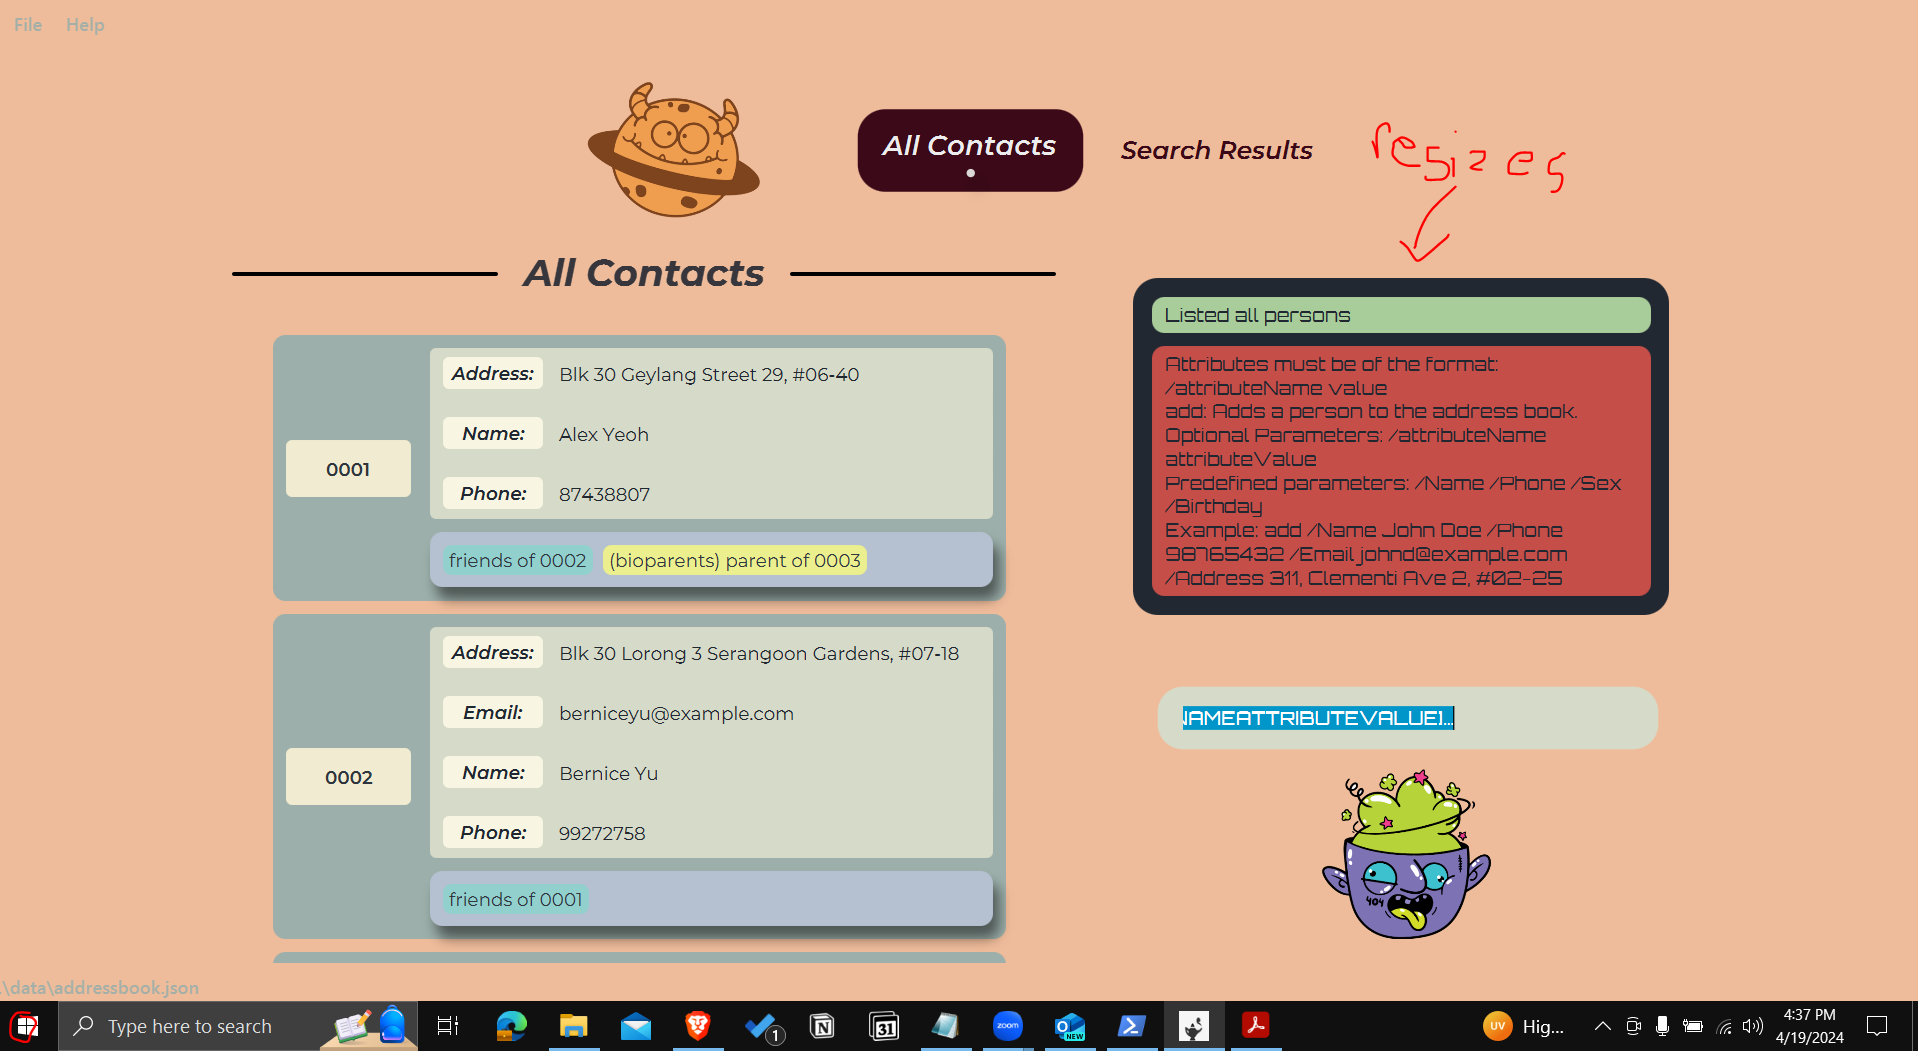 File Help
All Contacts
Search Results
resizes
All Contacts
0001
Address: Blk 30 Geylang Street 29, #06-40
Name: Alex Yeoh
Phone: 87438807
friends of 0002 (bioparents) parent of 0003
0002
Address: Blk 30 Lorong 3 Serangoon Gardens, #07-18
Email: berniceyu@example.com
Name: Bernice Yu
Phone: 99272758
friends of 0001
Listed all persons
Attributes must be of the format:
/attributeName value
add: Adds a person to the address book.
Optional Parameters: /attributeName
attributeValue
Predefined parameters: /Name /Phone /Sex
/Birthday
Example: add /Name John Doe /Phone
98765432 /Email johnd@example.com
/Address 311, Clementi Ave 2, #02-25
NAMEATTRIBUTEVALUE1...
404
.\data\addressbook.json
Type here to search
1
31
zoom
NEW
UV Hig...
4:37 PM
4/19/2024